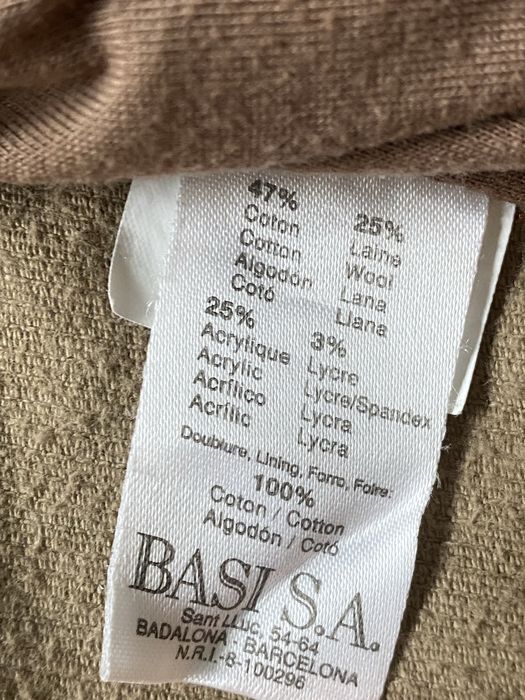 47%
Coton
Cotton
Algodón
Cotó
25%
Laine
Wool
Lana
Llana
25%
Acrylique
Acrylic
Acrílico
Acrílic
3%
Lycre
Lycre/Spandex
Lycra
Lycra
Doublure, Lining, Forro, Folre:
100%
Coton / Cotton
Algodón / Cotó
BASI S.A.
Sant LLUC, 54-64
BADALONA BARCELONA
N.R.I.-8-100296